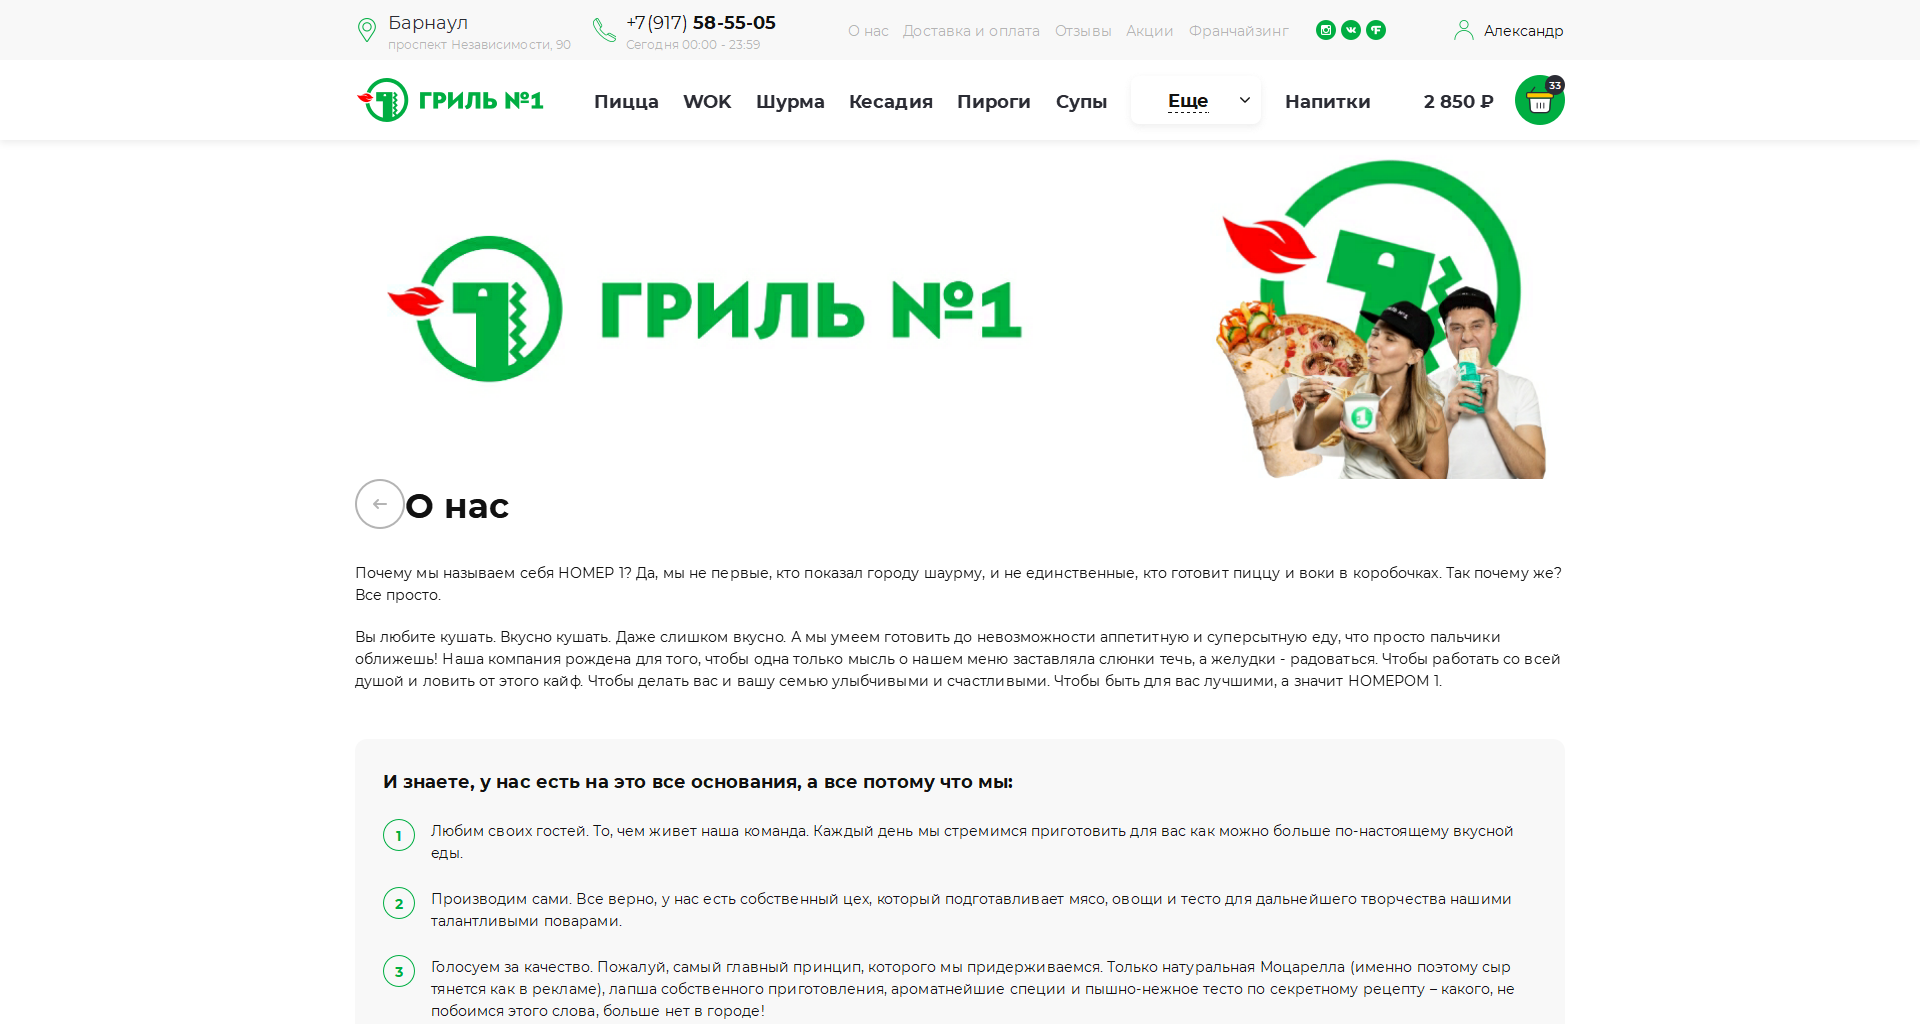 Барнаул
проспект Независимости, 90
+7(917) 58-55-05
Сегодня 00:00 - 23:59
О нас Доставка и оплата Отзывы Акции Франчайзинг
Александр
ГРИЛЬ №1
Пицца WOK Шурма Кесадия Пироги Супы Еще Напитки
2 850 ₽
33
ГРИЛЬ №1
О нас
Почему мы называем себя НОМЕР 1? Да, мы не первые, кто показал городу шаурму, и не единственные, кто готовит пиццу и воки в коробочках. Так почему же?
Все просто.
Вы любите кушать. Вкусно кушать. Даже слишком вкусно. А мы умеем готовить до невозможности аппетитную и суперсытную еду, что просто пальчики
оближешь! Наша компания рождена для того, чтобы одна только мысль о нашем меню заставляла слюнки течь, а желудки - радоваться. Чтобы работать со всей
душой и ловить от этого кайф. Чтобы делать вас и вашу семью улыбчивыми и счастливыми. Чтобы быть для вас лучшими, а значит НОМЕРОМ 1.
И знаете, у нас есть на это все основания, а все потому что мы:
1 Любим своих гостей. То, чем живет наша команда. Каждый день мы стремимся приготовить для вас как можно больше по-настоящему вкусной
еды.
2 Производим сами. Все верно, у нас есть собственный цех, который подготавливает мясо, овощи и тесто для дальнейшего творчества нашими
талантливыми поварами.
3 Голосуем за качество. Пожалуй, самый главный принцип, которого мы придерживаемся. Только натуральная Моцарелла (именно поэтому сыр
тянется как в рекламе), лапша собственного приготовления, ароматнейшие специи и пышно-нежное тесто по секретному рецепту – какого, не
побоимся этого слова, больше нет в городе!